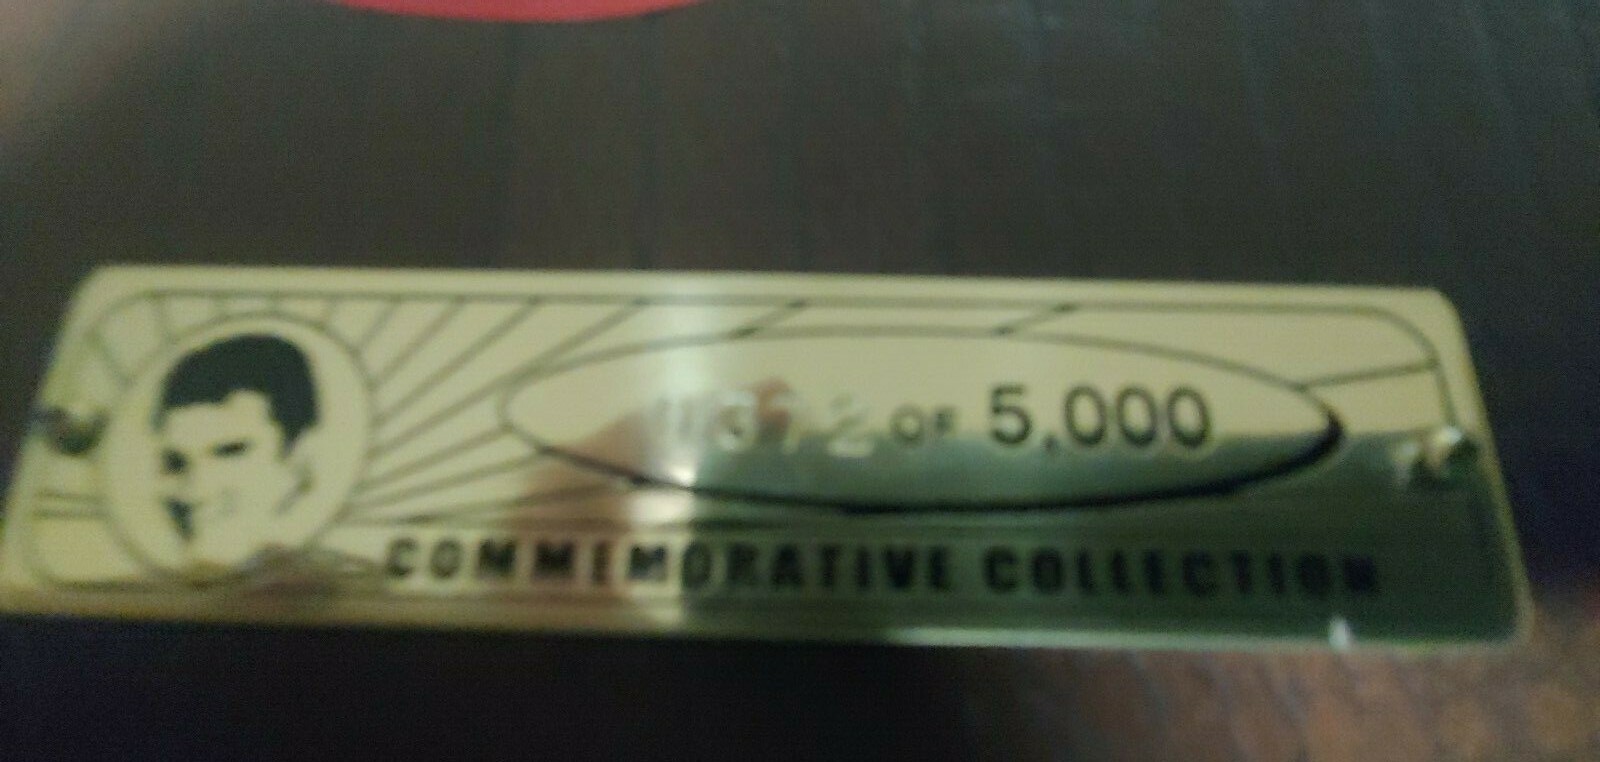 OF 5,000
COMMEMORATIVE COLLECTION